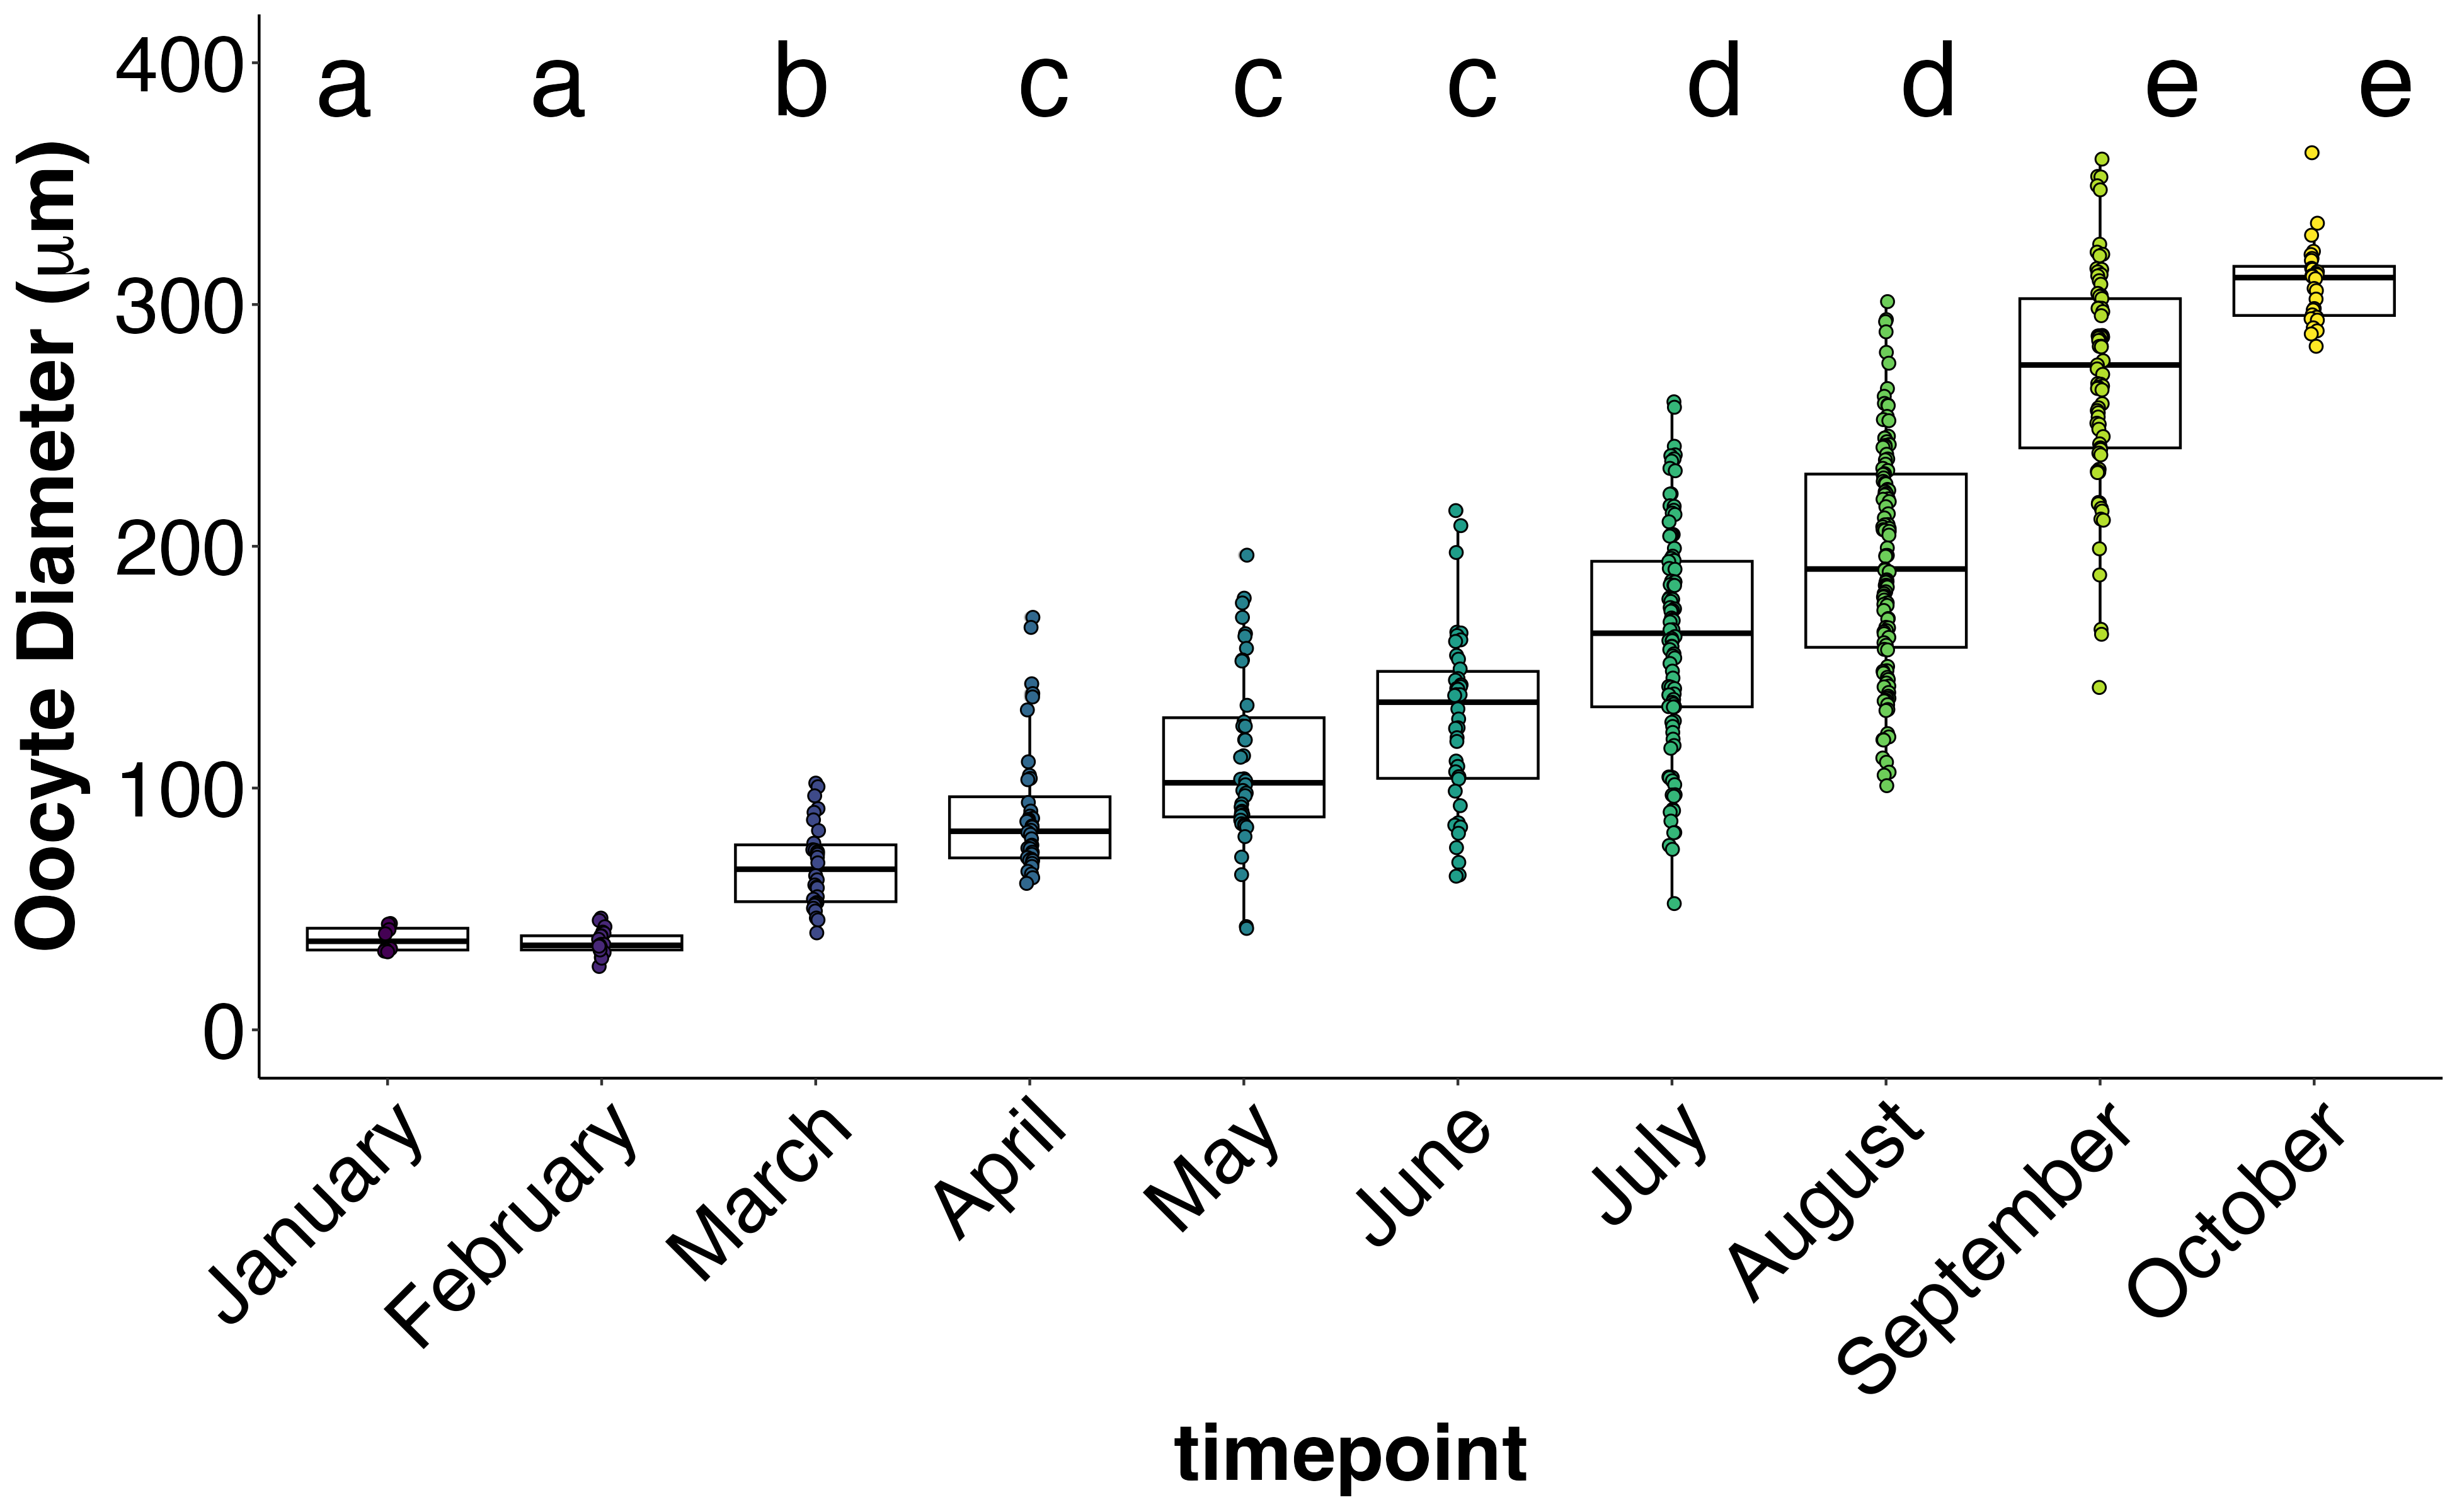 Oocyte Diameter (μm)
400
300
200
100
0
a a b c c c d d e e
January February March April May June July August September October
timepoint